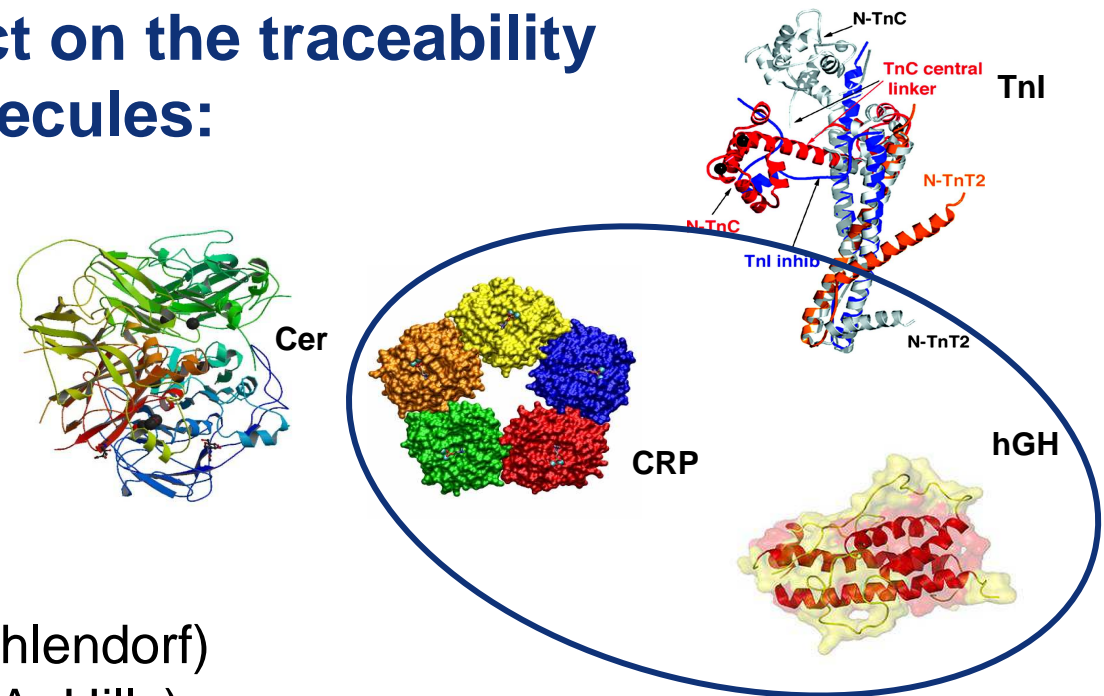 ct on the traceability
ecules:
N-TnC
TnC central
linker
TnI
N-TnT2
N-TnC
TnI inhib
N-TnT2
Cer
CRP
hGH
hlendorf)